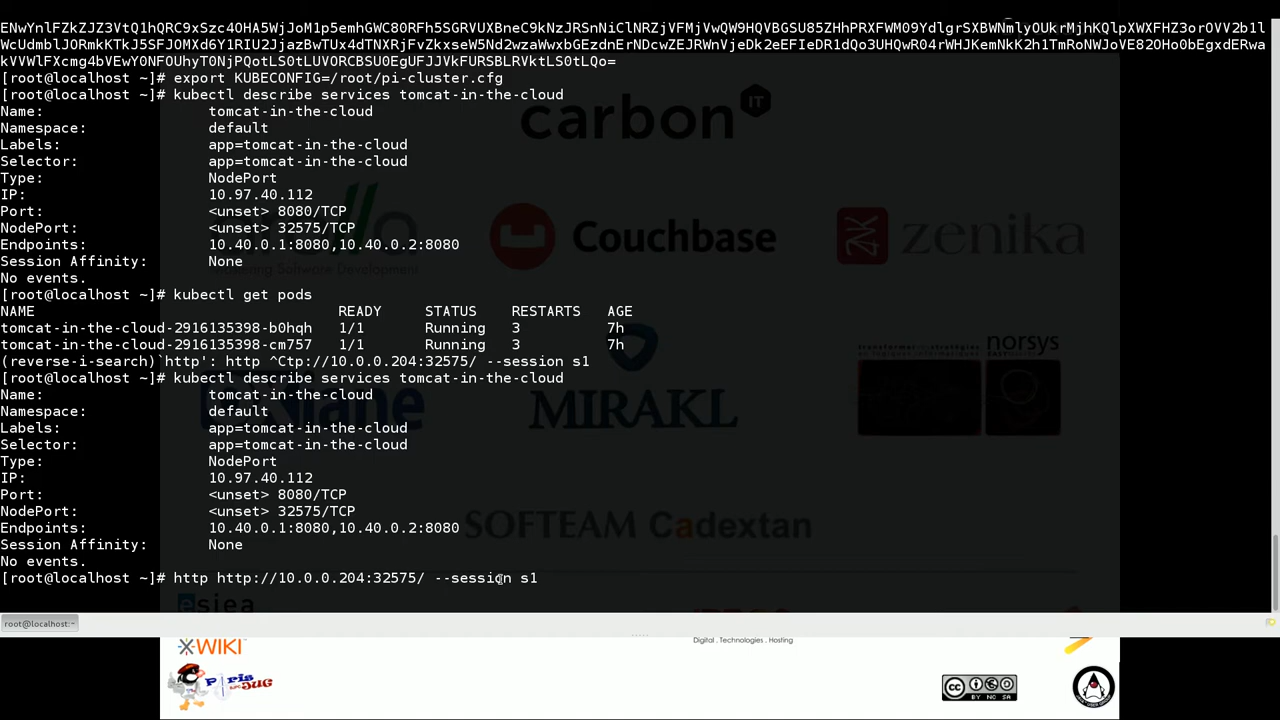 [root@localhost ~]# export KUBECONFIG=/root/pi-cluster.cfg
[root@localhost ~]# kubectl describe services tomcat-in-the-cloud
Name: tomcat-in-the-cloud
Namespace: default
Labels: app=tomcat-in-the-cloud
Selector: app=tomcat-in-the-cloud
Type: NodePort
IP: 10.97.40.112
Port: <unset> 8080/TCP
NodePort: <unset> 32575/TCP
Endpoints: 10.40.0.1:8080,10.40.0.2:8080
Session Affinity: None
No events.
[root@localhost ~]# kubectl get pods
NAME READY STATUS RESTARTS AGE
tomcat-in-the-cloud-2916135398-b0hqh 1/1 Running 3 7h
tomcat-in-the-cloud-2916135398-cm757 1/1 Running 3 7h
(reverse-i-search)`http': http ^Ctp://10.0.0.204:32575/ --session s1
[root@localhost ~]# kubectl describe services tomcat-in-the-cloud
Name: tomcat-in-the-cloud
Namespace: default
Labels: app=tomcat-in-the-cloud
Selector: app=tomcat-in-the-cloud
Type: NodePort
IP: 10.97.40.112
Port: <unset> 8080/TCP
NodePort: <unset> 32575/TCP
Endpoints: 10.40.0.1:8080,10.40.0.2:8080
Session Affinity: None
No events.
[root@localhost ~]# http http://10.0.0.204:32575/ --session s1
root@localhost:~
carbon IT
Couchbase
zenika
MIRAKL
norsys
SOFTEAM Cadextan
esiea
XWIKI
Digital . Technologies . Hosting
Paris JUG
cc